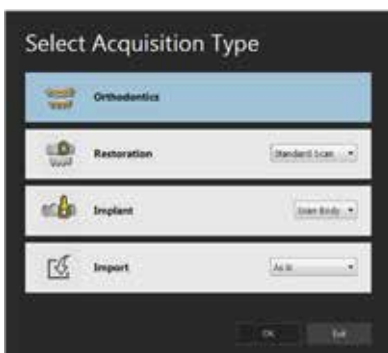 Select Acquisition Type
Orthodontics
Restoration
Standard Scan
Implant
Scan Body
Import
As is
OK
Exit